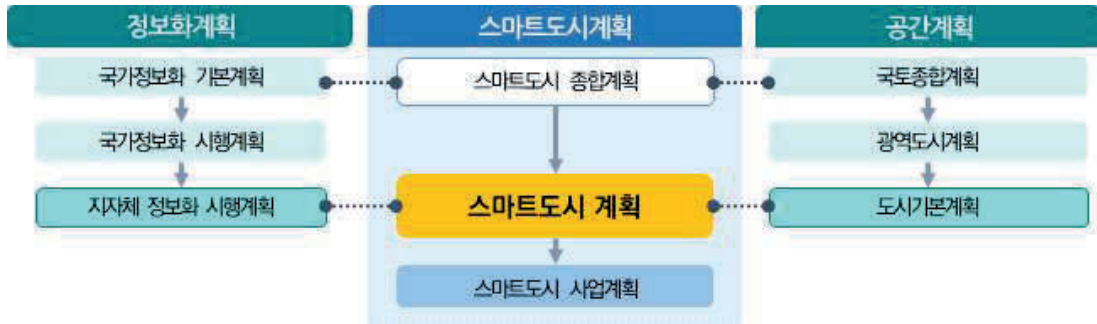 정보화계획
스마트도시계획
공간계획
국가정보화 기본계획
스마트도시 종합계획
국토종합계획
국가정보화 시행계획
광역도시계획
지자체 정보화 시행계획
스마트도시 계획
도시기본계획
스마트도시 사업계획